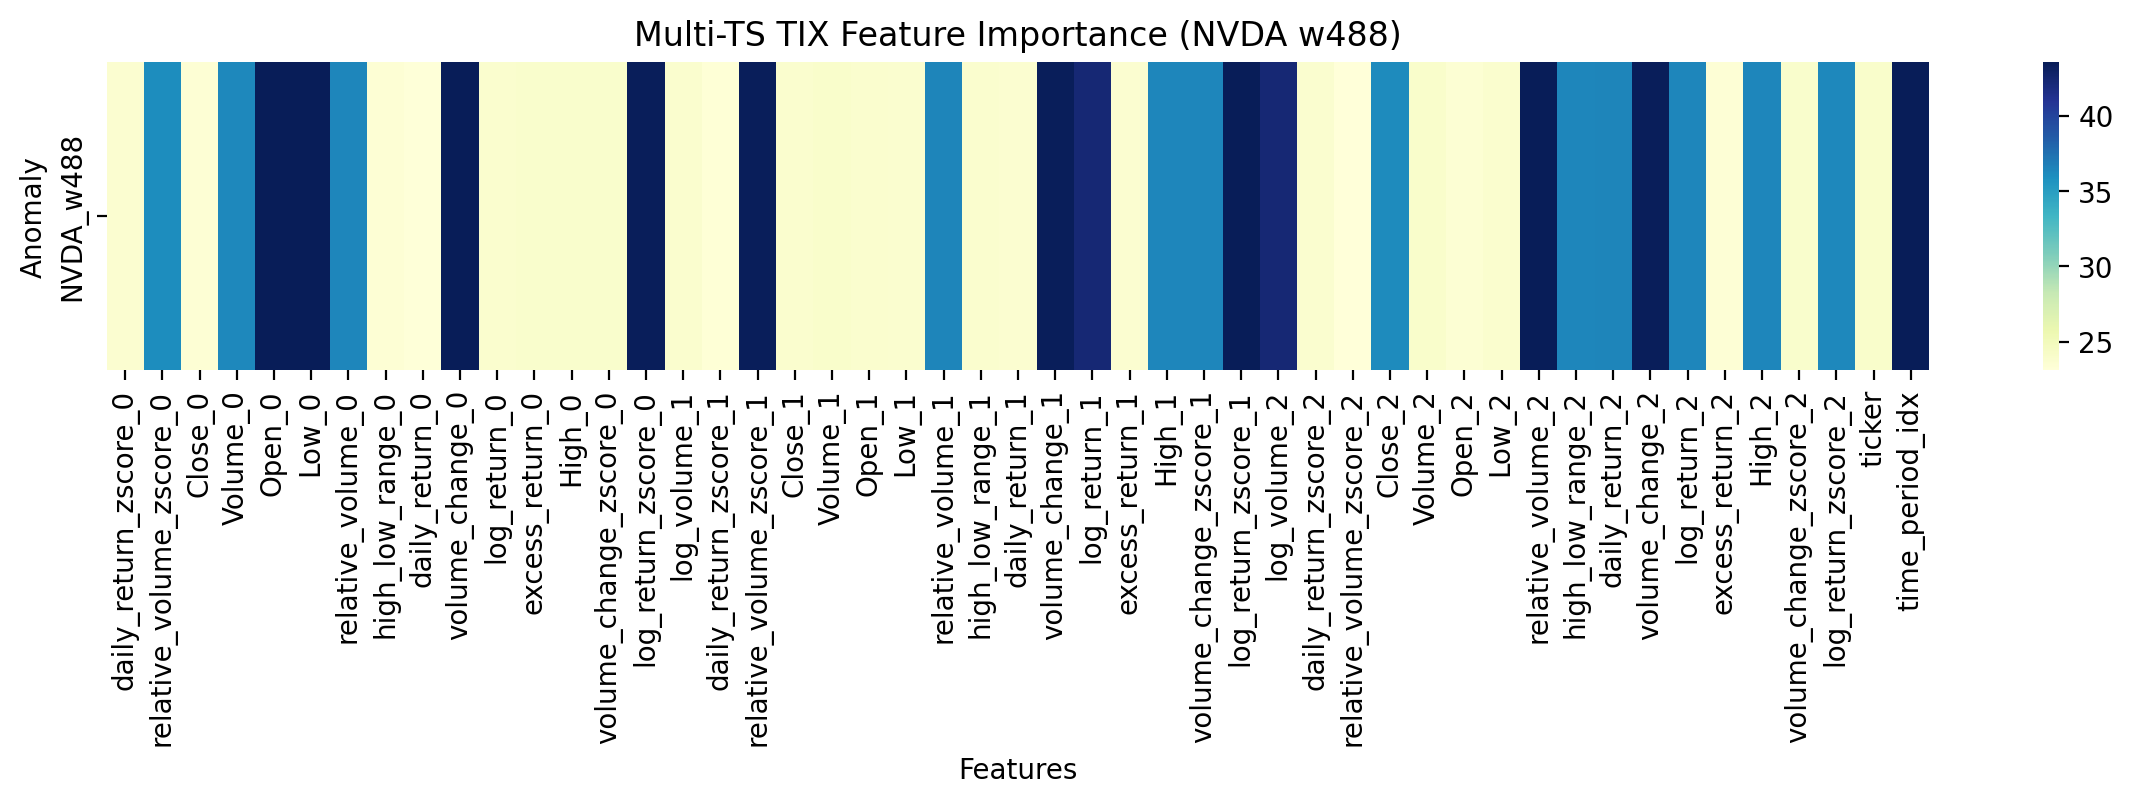 Multi-TS TIX Feature Importance (NVDA w488)
Anomaly
NVDA_w488
40
35
30
25
daily_return_zscore_0
relative_volume_zscore_0
Close_0
Volume_0
Open_0
Low_0
relative_volume_0
high_low_range_0
daily_return_0
volume_change_0
log_return_0
excess_return_0
High_0
volume_change_zscore_0
log_return_zscore_0
log_volume_1
daily_return_zscore_1
relative_volume_zscore_1
Close_1
Volume_1
Open_1
Low_1
relative_volume_1
high_low_range_1
daily_return_1
volume_change_1
log_return_1
excess_return_1
High_1
volume_change_zscore_1
log_return_zscore_1
log_volume_2
daily_return_zscore_2
relative_volume_zscore_2
Close_2
Volume_2
Open_2
Low_2
relative_volume_2
high_low_range_2
daily_return_2
volume_change_2
log_return_2
excess_return_2
High_2
volume_change_zscore_2
log_return_zscore_2
ticker
time_period_idx
Features